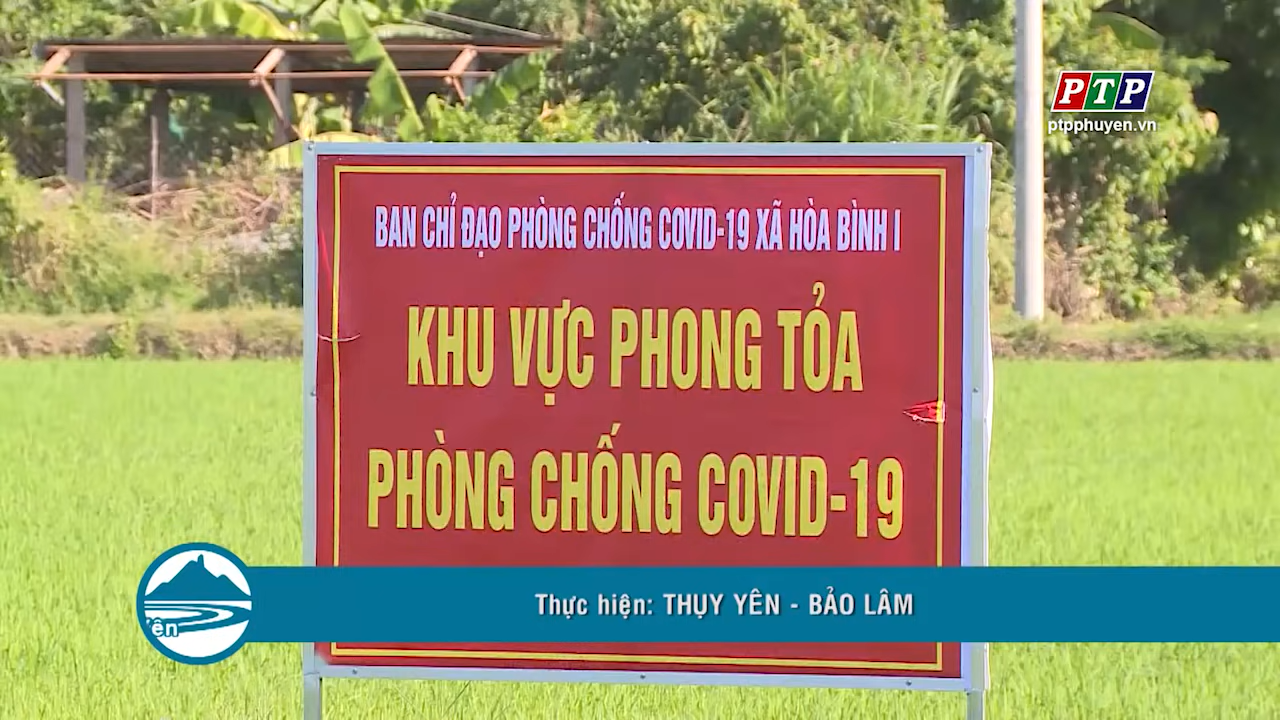 PTP
ptpphuyen.vn
BAN CHỈ ĐẠO PHÒNG CHỐNG COVID-19 XÃ HÒA BÌNH I
KHU VỰC PHONG TỎA
PHÒNG CHỐNG COVID-19
Thực hiện: THỤY YÊN - BẢO LÂM